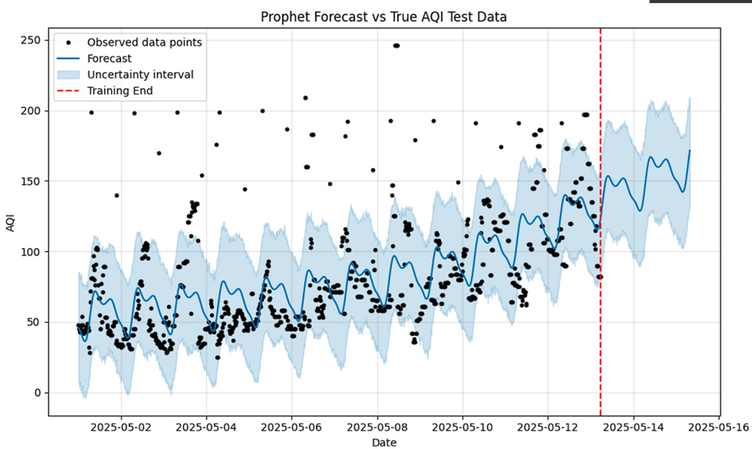 Prophet Forecast vs True AQI Test Data
250
200
150
100
50
0
AQI
Observed data points
Forecast
Uncertainty interval
Training End
2025-05-02
2025-05-04
2025-05-06
2025-05-08
2025-05-10
2025-05-12
2025-05-14
2025-05-16
Date